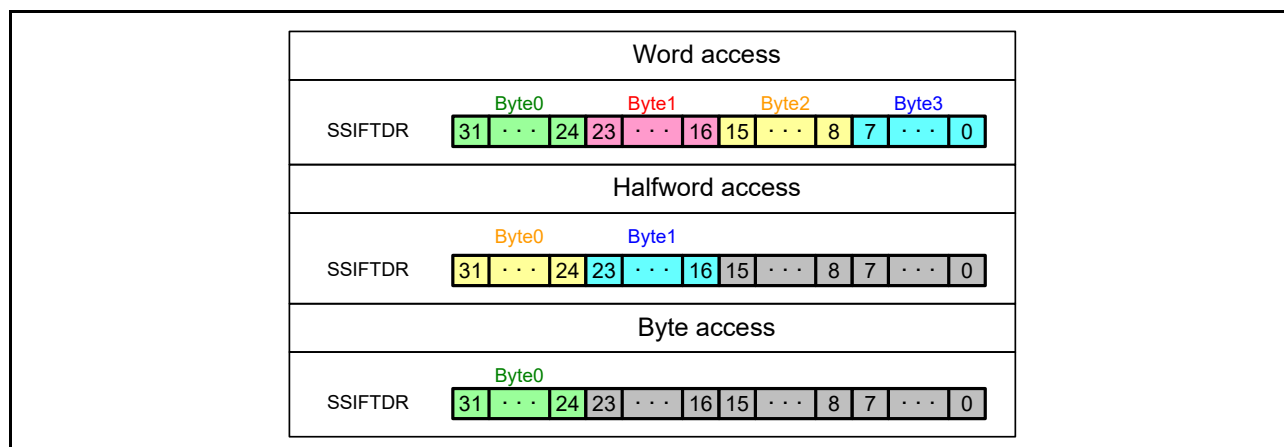 Word access
Byte0 Byte1 Byte2 Byte3
SSIFTDR 31 ··· 24 23 ··· 16 15 ··· 8 7 ··· 0
Halfword access
Byte0 Byte1
SSIFTDR 31 ··· 24 23 ··· 16 15 ··· 8 7 ··· 0
Byte access
Byte0
SSIFTDR 31 ··· 24 23 ··· 16 15 ··· 8 7 ··· 0